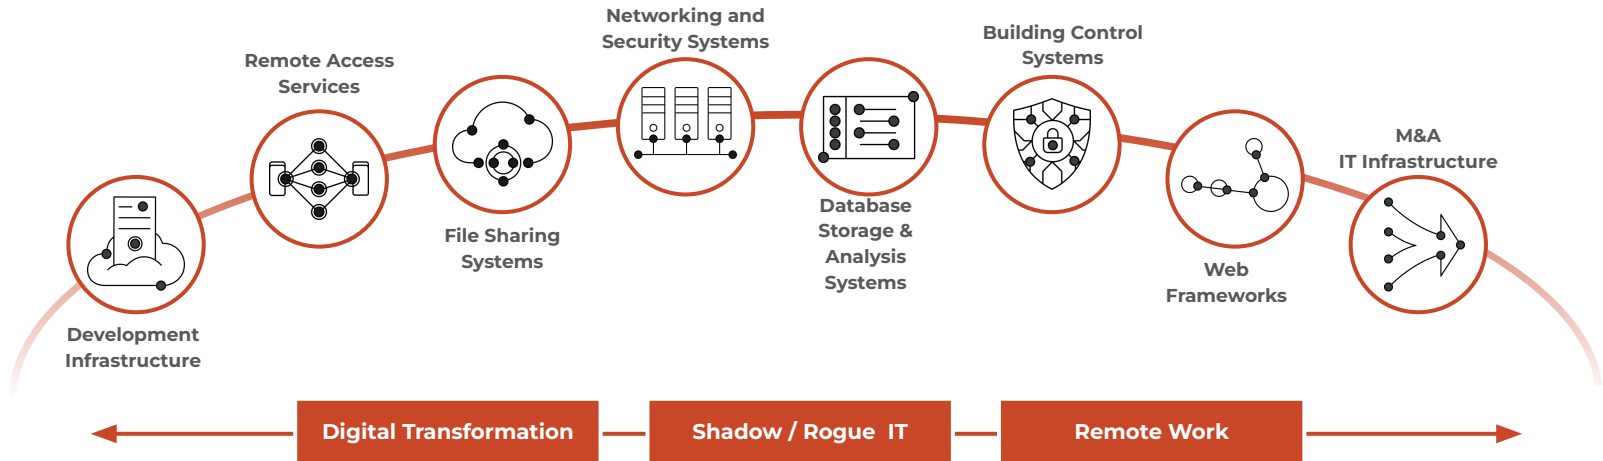 Development
Infrastructure
Remote Access
Services
File Sharing
Systems
Networking and
Security Systems
Database
Storage &
Analysis
Systems
Building Control
Systems
Web
Frameworks
M&A
IT Infrastructure
Digital Transformation
Shadow / Rogue IT
Remote Work